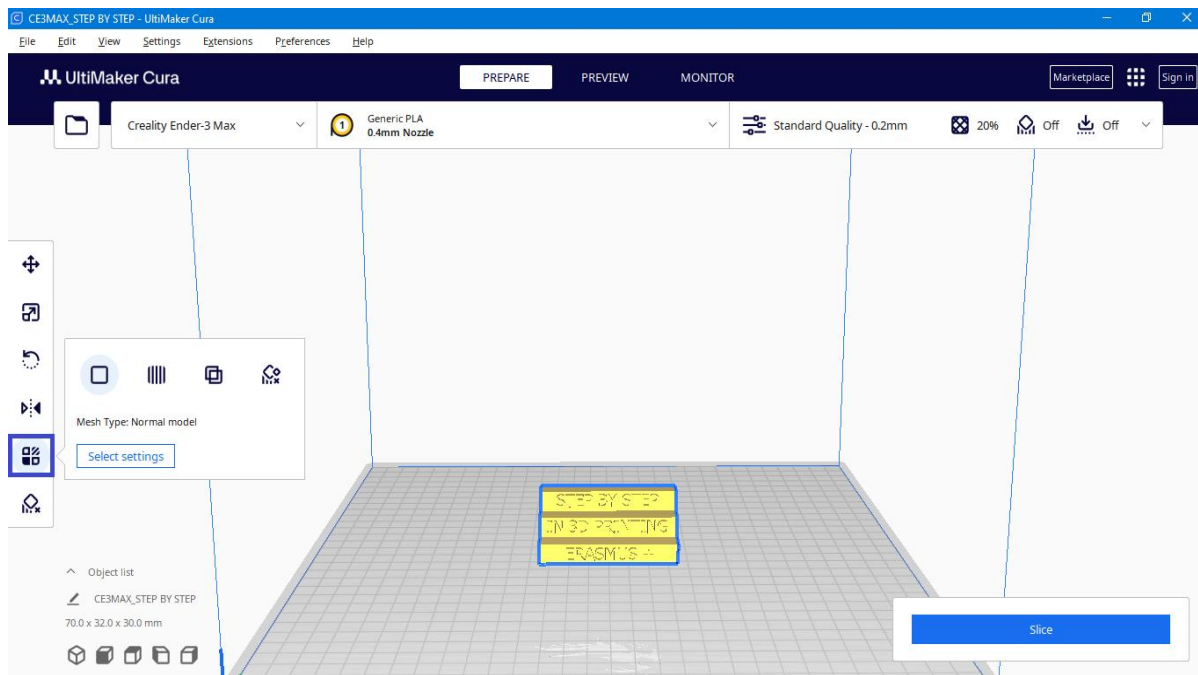 CE3MAX_STEP BY STEP - UltiMaker Cura
File Edit View Settings Extensions Preferences Help
UltiMaker Cura PREPARE PREVIEW MONITOR Marketplace Sign in
Creality Ender-3 Max 1 Generic PLA
0.4mm Nozzle Standard Quality - 0.2mm 20% Off Off
Mesh Type: Normal model
Select settings
STEP BY STEP
IN 3D PRINTING
ERASMUS +
Object list
CE3MAX_STEP BY STEP
70.0 x 32.0 x 30.0 mm
Slice